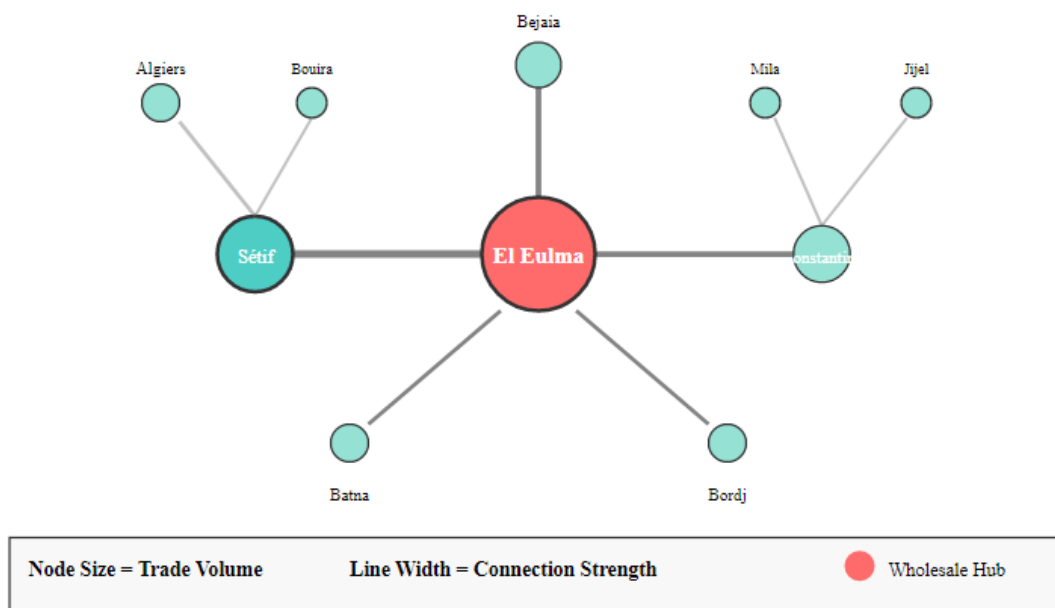 Bejaia
Algiers
Bouira
Mila
Jijel
Sétif
El Eulma
onstantin
Batna
Bordj
Node Size = Trade Volume
Line Width = Connection Strength
Wholesale Hub